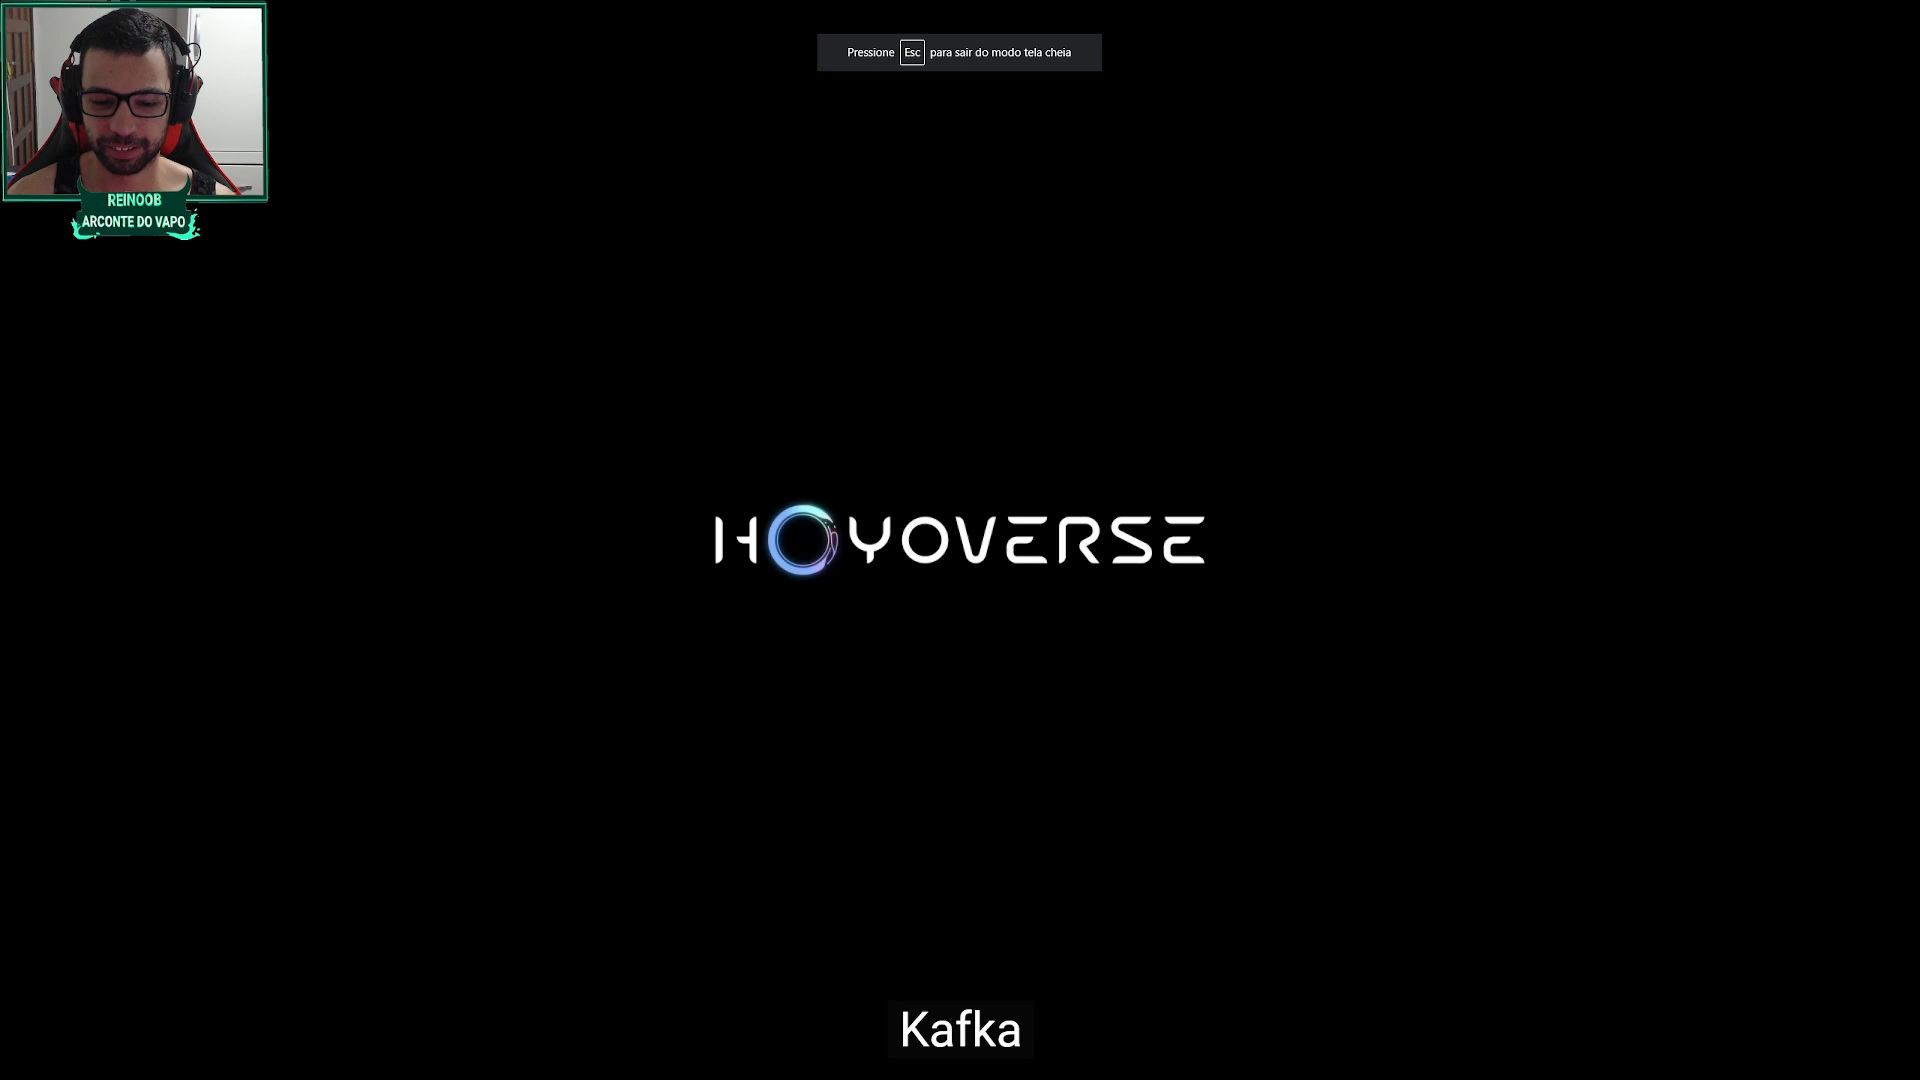 Pressione Esc para sair do modo tela cheia
REINOOB
ARCONTE DO VAPO
HOYOVERSE
Kafka